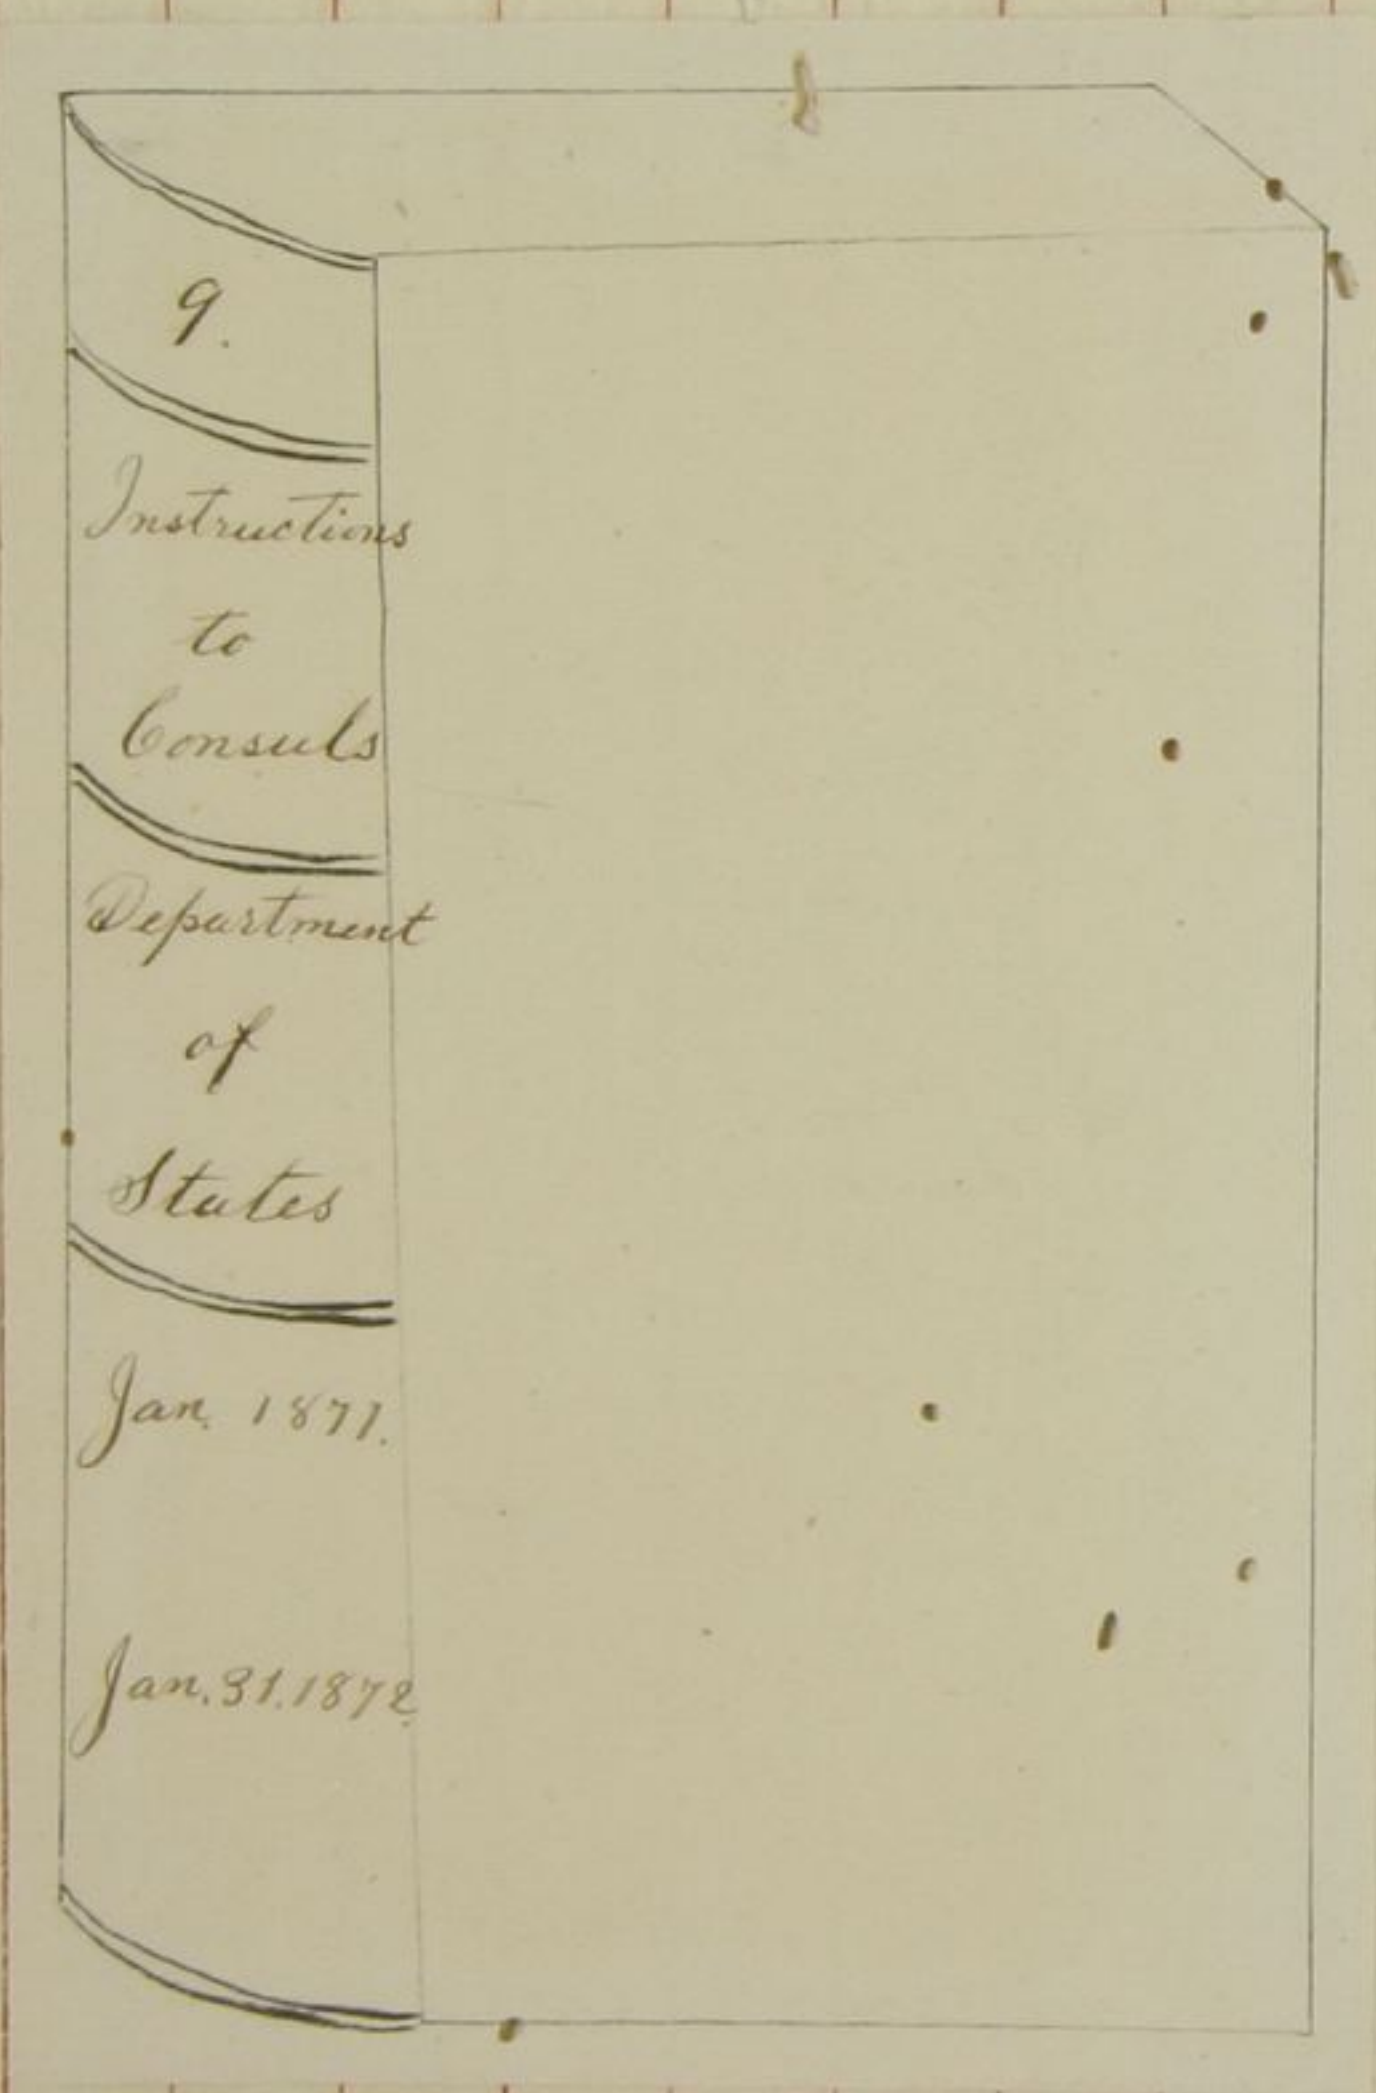 9.
Instructions
to
Consuls
Department
of
States
Jan. 1871.
Jan. 31. 1872.